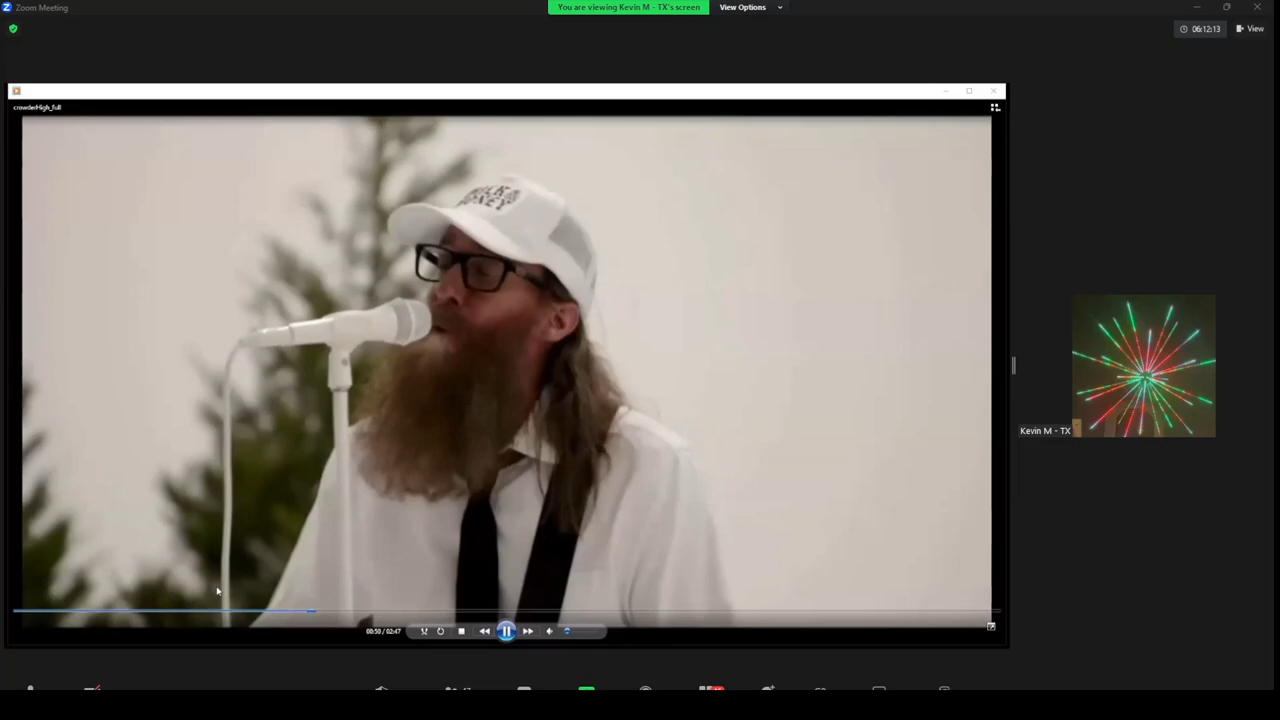 Zoom Meeting
You are viewing Kevin M - TX's screen
View Options
06:12:13
View
crowderHigh_full
Kevin M - TX
00:50 / 02:47